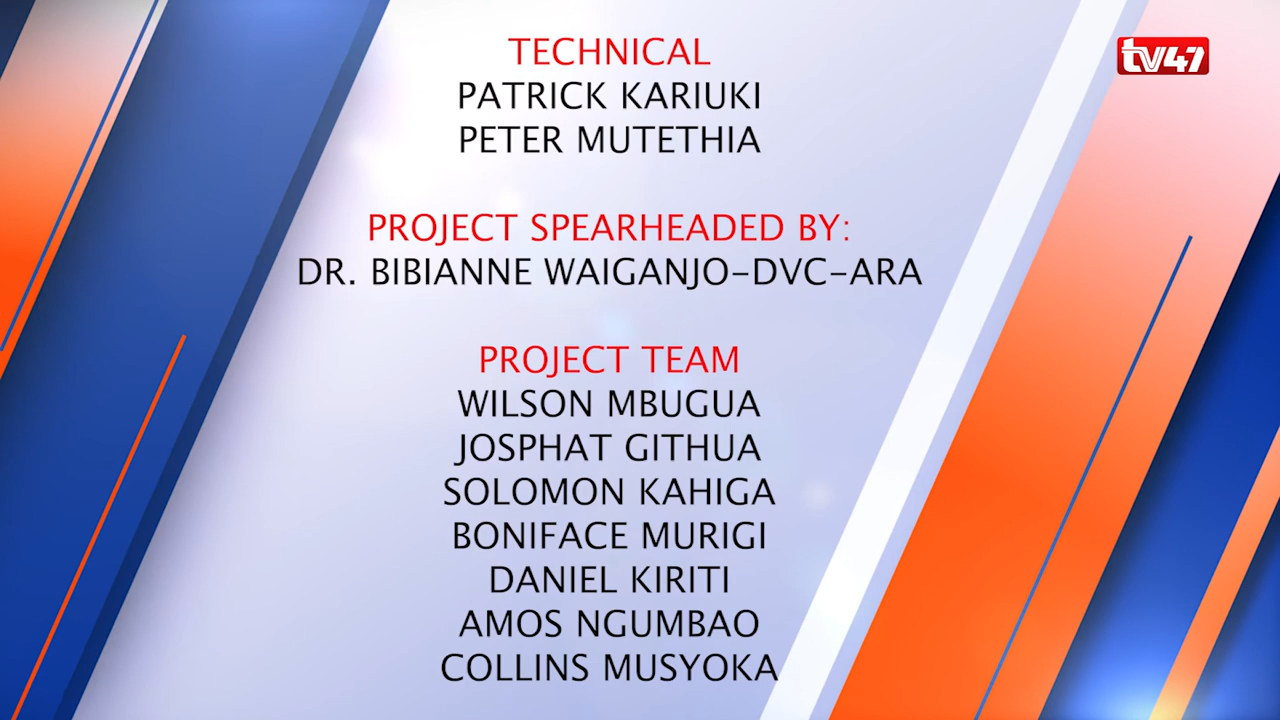 TECHNICAL
tv47
PATRICK KARIUKI
PETER MUTETHIA
PROJECT SPEARHEADED BY:
DR. BIBIANNE WAIGANJO-DVC-ARA
PROJECT TEAM
WILSON MBUGUA
JOSPHAT GITHUA
SOLOMON KAHIGA
BONIFACE MURIGI
DANIEL KIRITI
AMOS NGUMBAO
COLLINS MUSYOKA